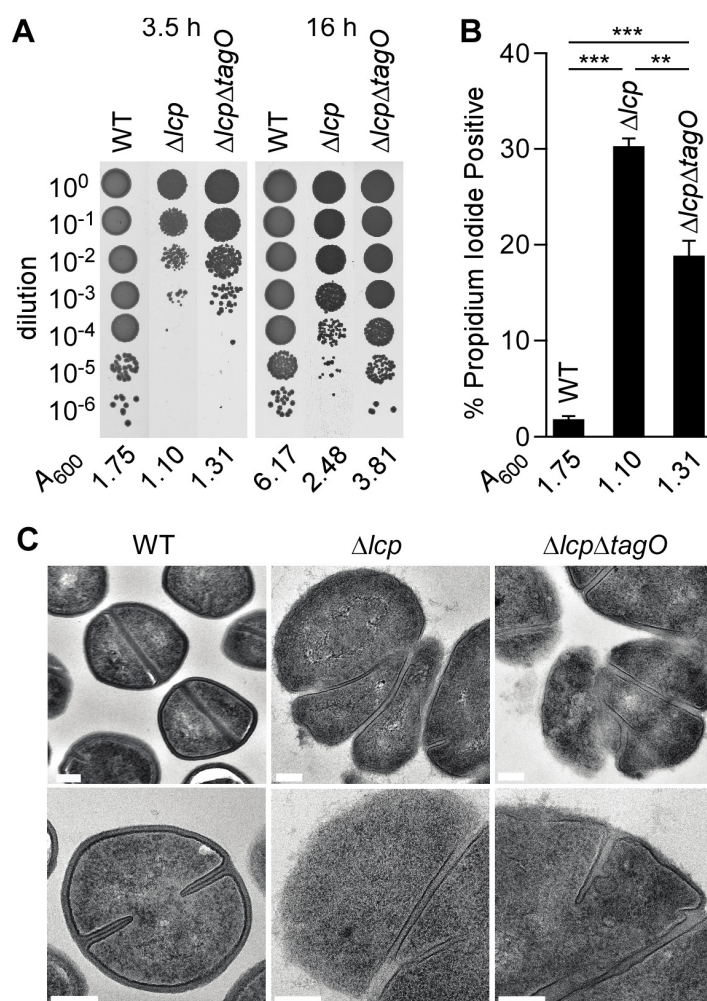 A
3.5 h
16 h
WT
Δlcp
ΔlcpΔtagO
WT
Δlcp
ΔlcpΔtagO
dilution
10⁰
10⁻¹
10⁻²
10⁻³
10⁻⁴
10⁻⁵
10⁻⁶
A₆₀₀
1.75
1.10
1.31
6.17
2.48
3.81
B
% Propidium Iodide Positive
40
30
20
10
0
***
*** **
WT
Δlcp
ΔlcpΔtagO
A₆₀₀
1.75
1.10
1.31
C
WT
Δlcp
ΔlcpΔtagO